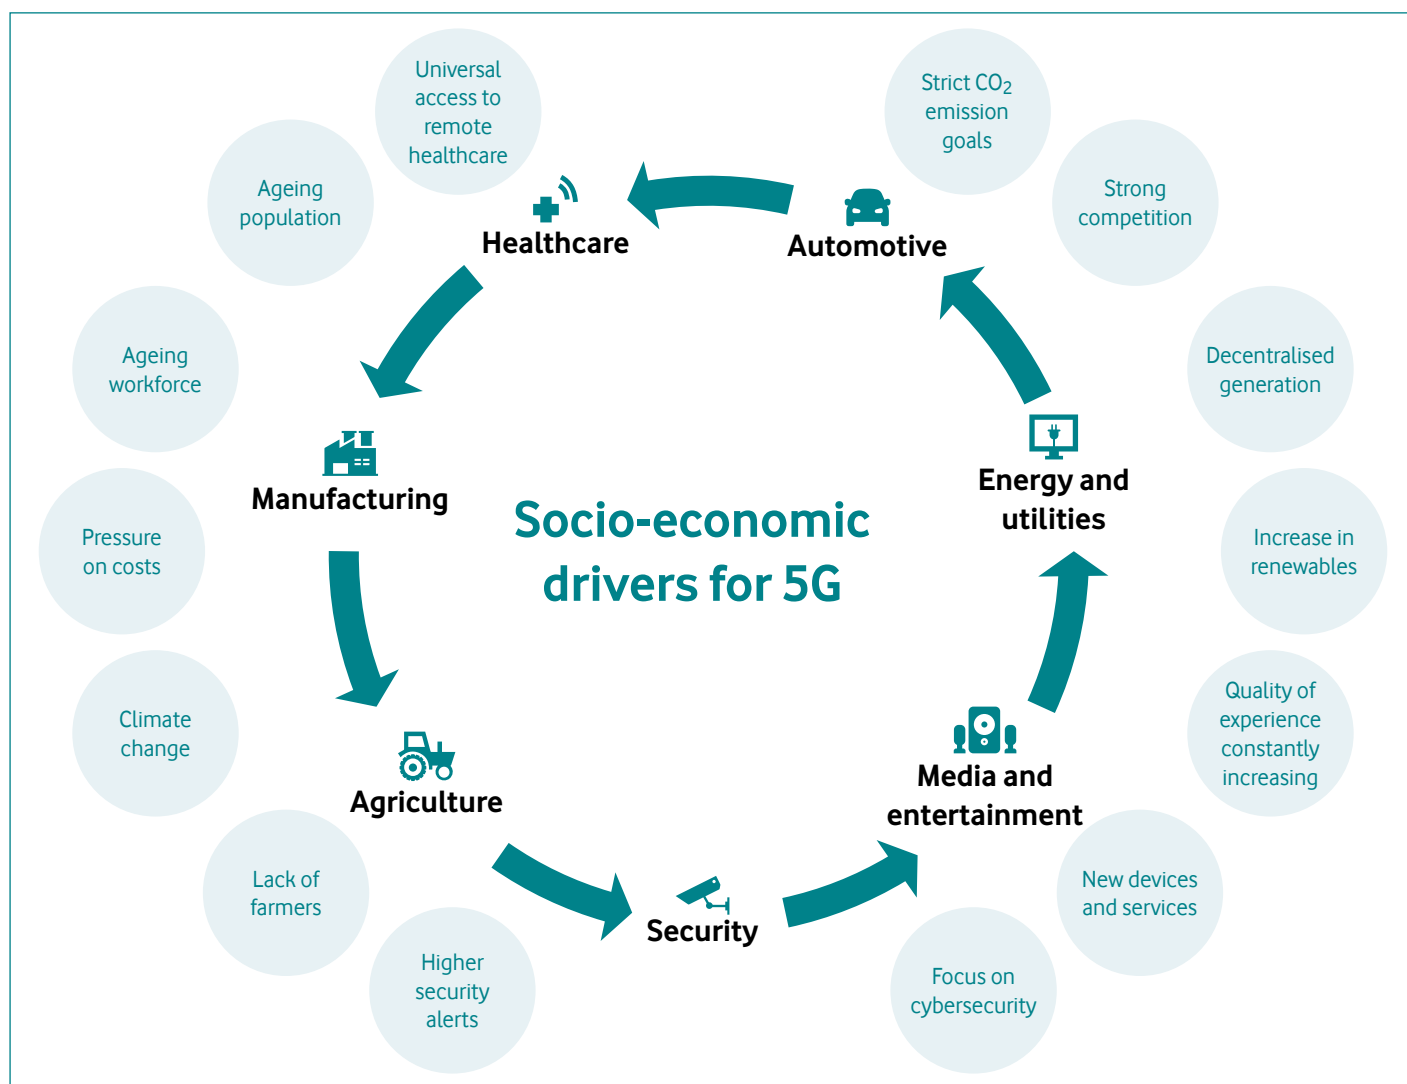 Universal
access to
remote
healthcare
Strict CO₂
emission
goals
Ageing
population
Strong
competition
Healthcare
Automotive
Ageing
workforce
Decentralised
generation
Manufacturing
Energy and
utilities
Socio-economic
drivers for 5G
Pressure
on costs
Increase in
renewables
Climate
change
Quality of
experience
constantly
increasing
Agriculture
Media and
entertainment
Lack of
farmers
New devices
and services
Security
Higher
security
alerts
Focus on
cybersecurity